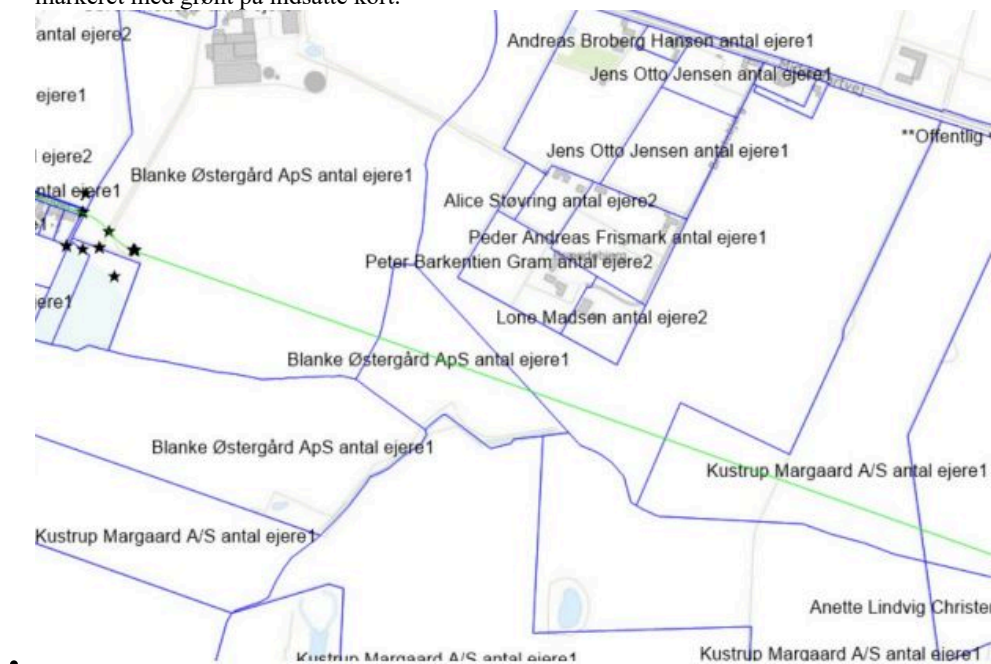 markeret med grønt på indsatte kort.
antal ejere2
Andreas Broberg Hansen antal ejere1
Jens Otto Jensen antal ejere1
ejere1
**Offentlig
ejere2
Jens Otto Jensen antal ejere1
Blanke Østergård ApS antal ejere1
ntal ejere1
Alice Støvring antal ejere2
Peder Andreas Frismark antal ejere1
Peter Barkentien Gram antal ejere2
ere1
Lone Madsen antal ejere2
Blanke Østergård ApS antal ejere1
Blanke Østergård ApS antal ejere1
Kustrup Margaard A/S antal ejere1
Kustrup Margaard A/S antal ejere1
Anette Lindvig Christe
Kustrup Margaard A/S antal ejere1
Kustrup Margaard A/S antal ejere1